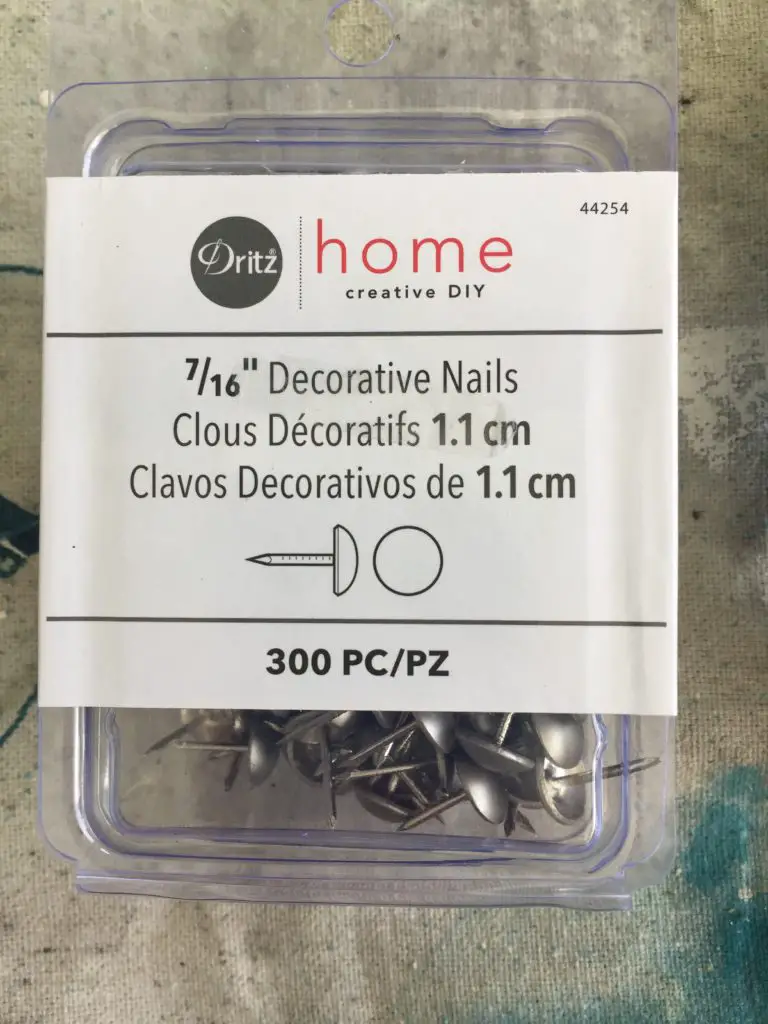 44254
Dritz®
home
creative DIY
7/16" Decorative Nails
Clous Décoratifs 1.1 cm
Clavos Decorativos de 1.1 cm
300 PC/PZ